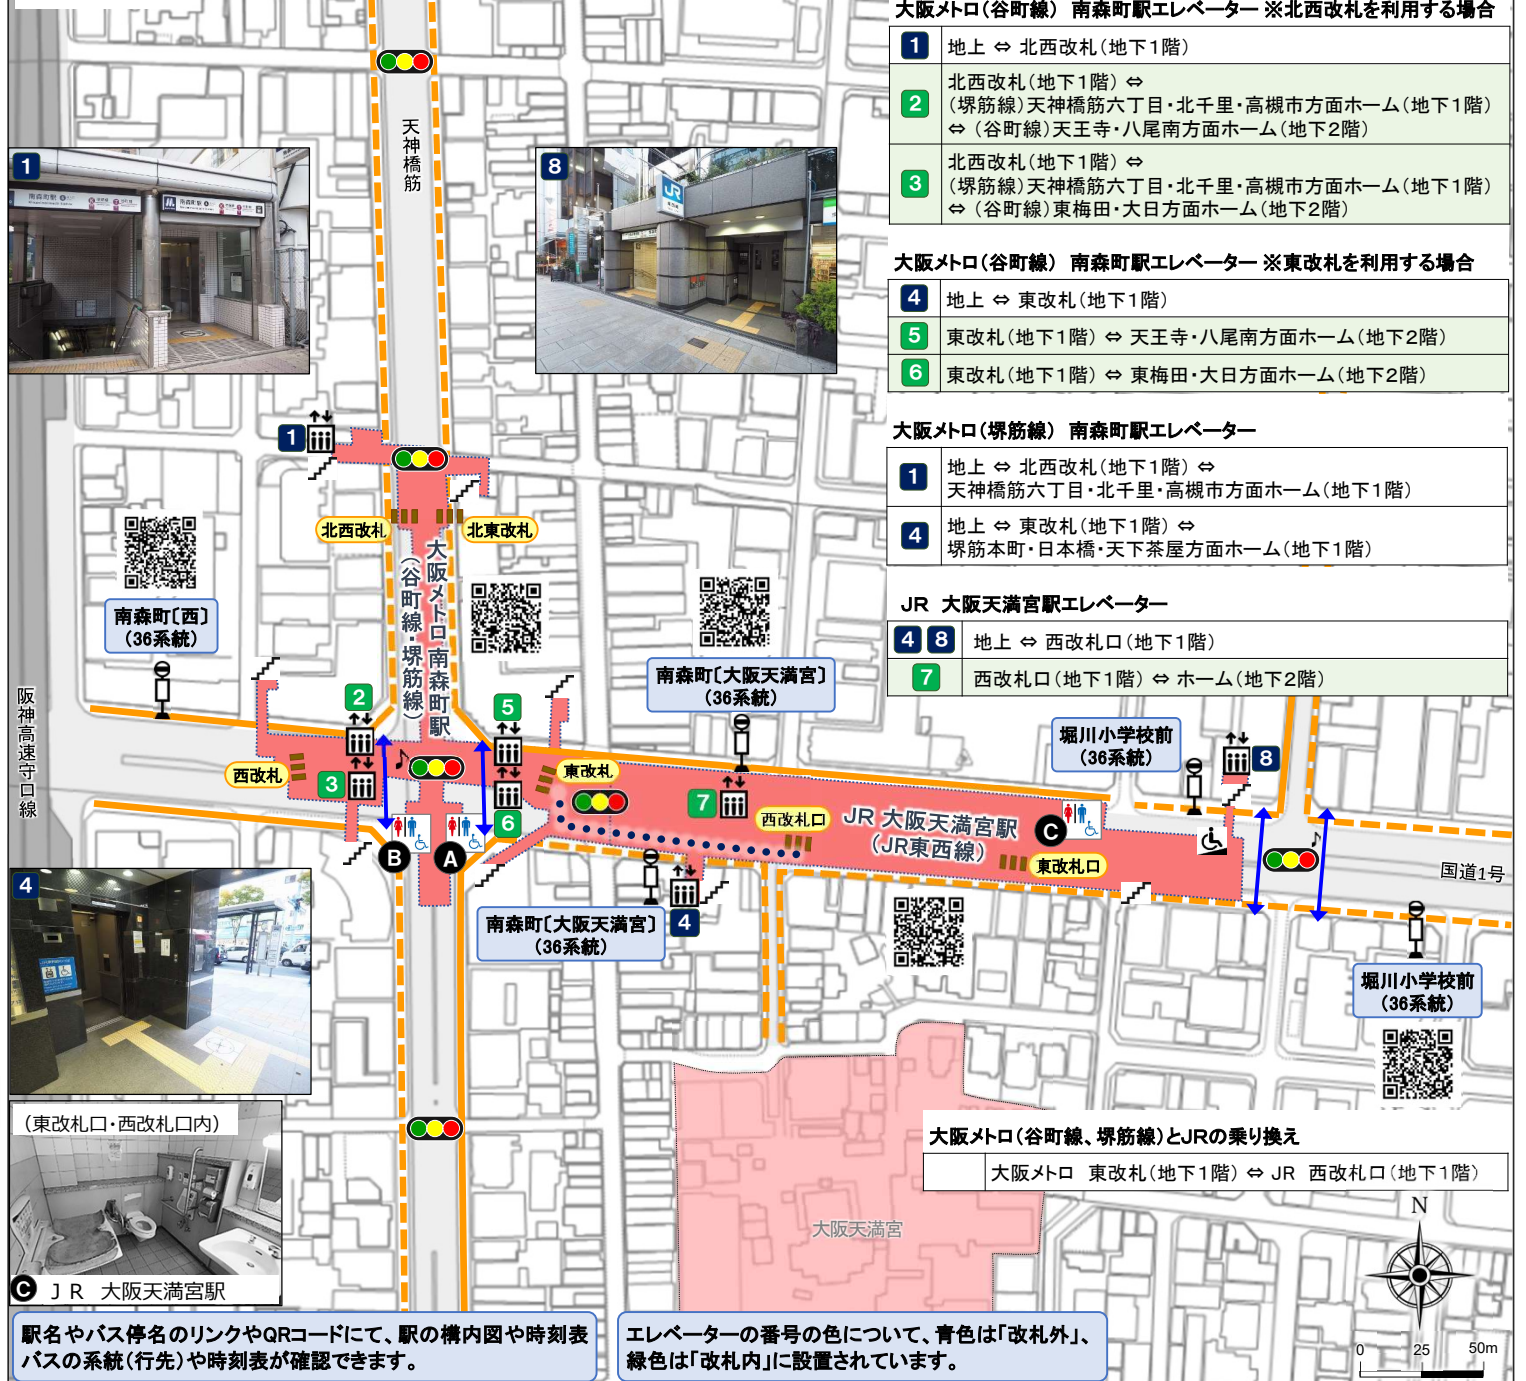 大阪メトロ(谷町線) 南森町駅エレベーター ※北西改札を利用する場合
1 地上 ⇔ 北西改札(地下1階)
2 北西改札(地下1階) ⇔
(堺筋線)天神橋筋六丁目・北千里・高槻市方面ホーム(地下1階)
⇔ (谷町線)天王寺・八尾南方面ホーム(地下2階)
3 北西改札(地下1階) ⇔
(堺筋線)天神橋筋六丁目・北千里・高槻市方面ホーム(地下1階)
⇔ (谷町線)東梅田・大日方面ホーム(地下2階)
大阪メトロ(谷町線) 南森町駅エレベーター ※東改札を利用する場合
4 地上 ⇔ 東改札(地下1階)
5 東改札(地下1階) ⇔ 天王寺・八尾南方面ホーム(地下2階)
6 東改札(地下1階) ⇔ 東梅田・大日方面ホーム(地下2階)
大阪メトロ(堺筋線) 南森町駅エレベーター
1 地上 ⇔ 北西改札(地下1階) ⇔
天神橋筋六丁目・北千里・高槻市方面ホーム(地下1階)
4 地上 ⇔ 東改札(地下1階) ⇔
堺筋本町・日本橋・天下茶屋方面ホーム(地下1階)
JR 大阪天満宮駅エレベーター
4 8 地上 ⇔ 西改札口(地下1階)
7 西改札口(地下1階) ⇔ ホーム(地下2階)
天神橋筋
1
南森町駅
南森町駅
8
JR
1
北西改札
北東改札
大阪メトロ南森町駅
(谷町線・堺筋線)
南森町〔西〕
(36系統)
南森町〔大阪天満宮〕
(36系統)
阪神高速守口線
2
5
西改札
3
東改札
6
7
西改札口
JR 大阪天満宮駅
(JR東西線)
C
東改札口
堀川小学校前
(36系統)
8
国道1号
B
A
4
南森町〔大阪天満宮〕
(36系統)
4
堀川小学校前
(36系統)
大阪天満宮
(東改札口・西改札口内)
C JR 大阪天満宮駅
大阪メトロ(谷町線、堺筋線)とJRの乗り換え
大阪メトロ 東改札(地下1階) ⇔ JR 西改札口(地下1階)
N
0 25 50m
駅名やバス停名のリンクやQRコードにて、駅の構内図や時刻表
バスの系統(行先)や時刻表が確認できます。
エレベーターの番号の色について、青色は「改札外」、
緑色は「改札内」に設置されています。